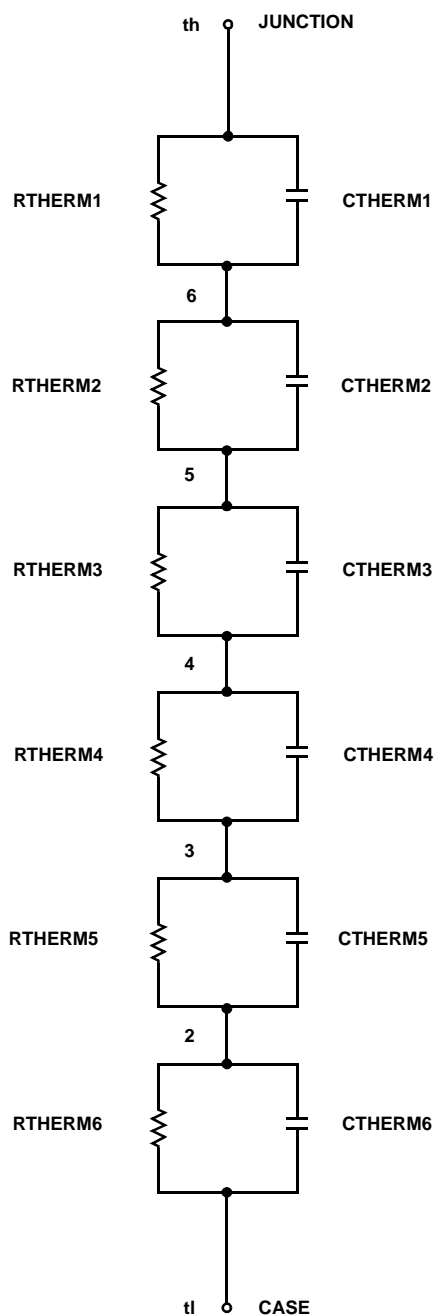 th JUNCTION
RTHERM1 CTHERM1
6
RTHERM2 CTHERM2
5
RTHERM3 CTHERM3
4
RTHERM4 CTHERM4
3
RTHERM5 CTHERM5
2
RTHERM6 CTHERM6
tl CASE